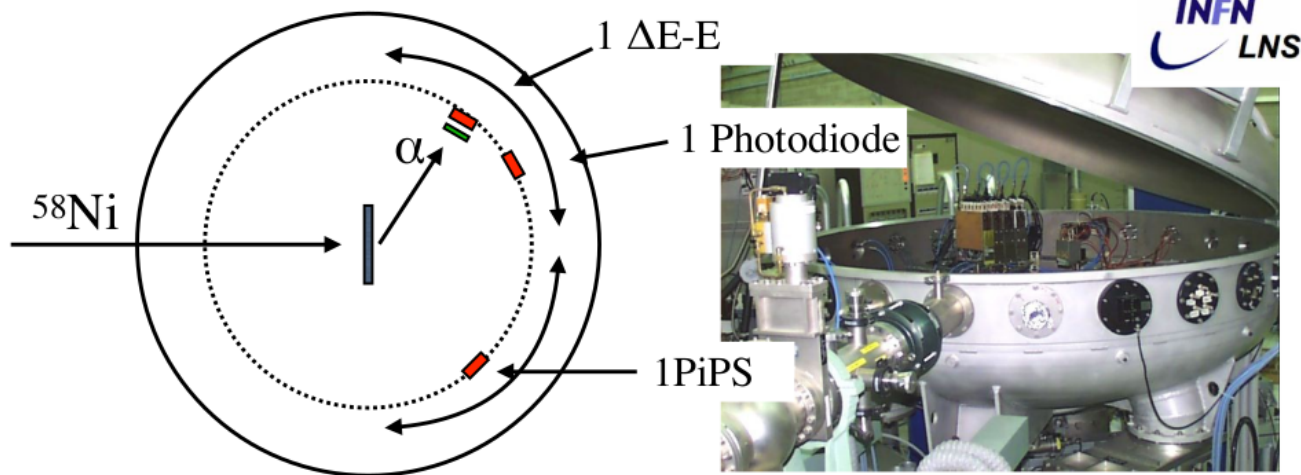 INFN
LNS
1 ΔE-E
α
1 Photodiode
⁵⁸Ni
1PiPS